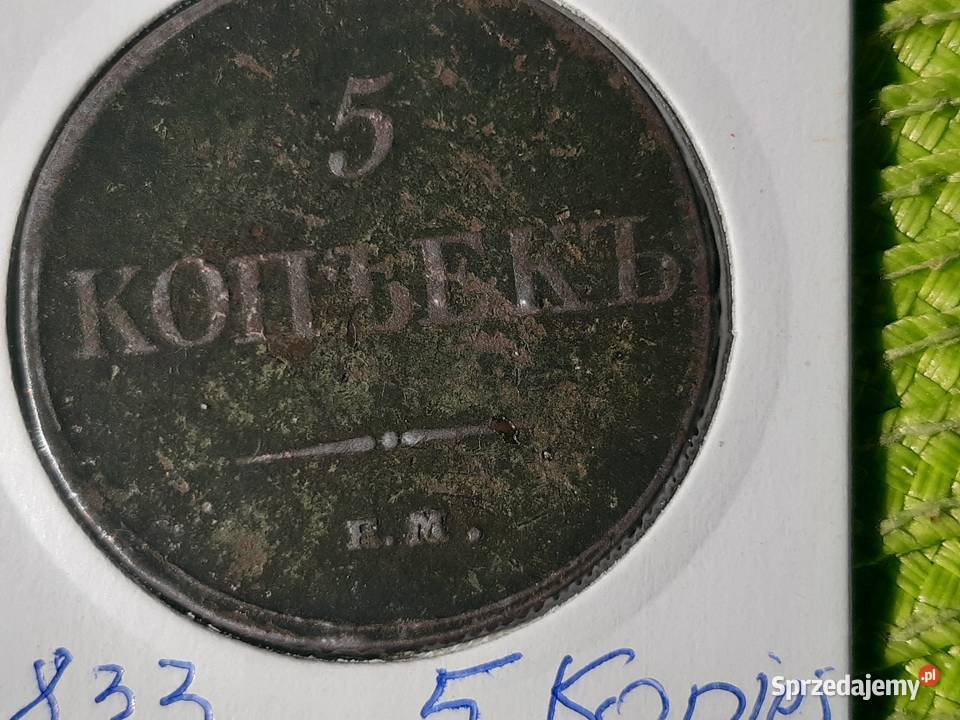 5
КОПѢЕКЪ
Е.М.
833 5 Kopie
Sprzedajemy.pl